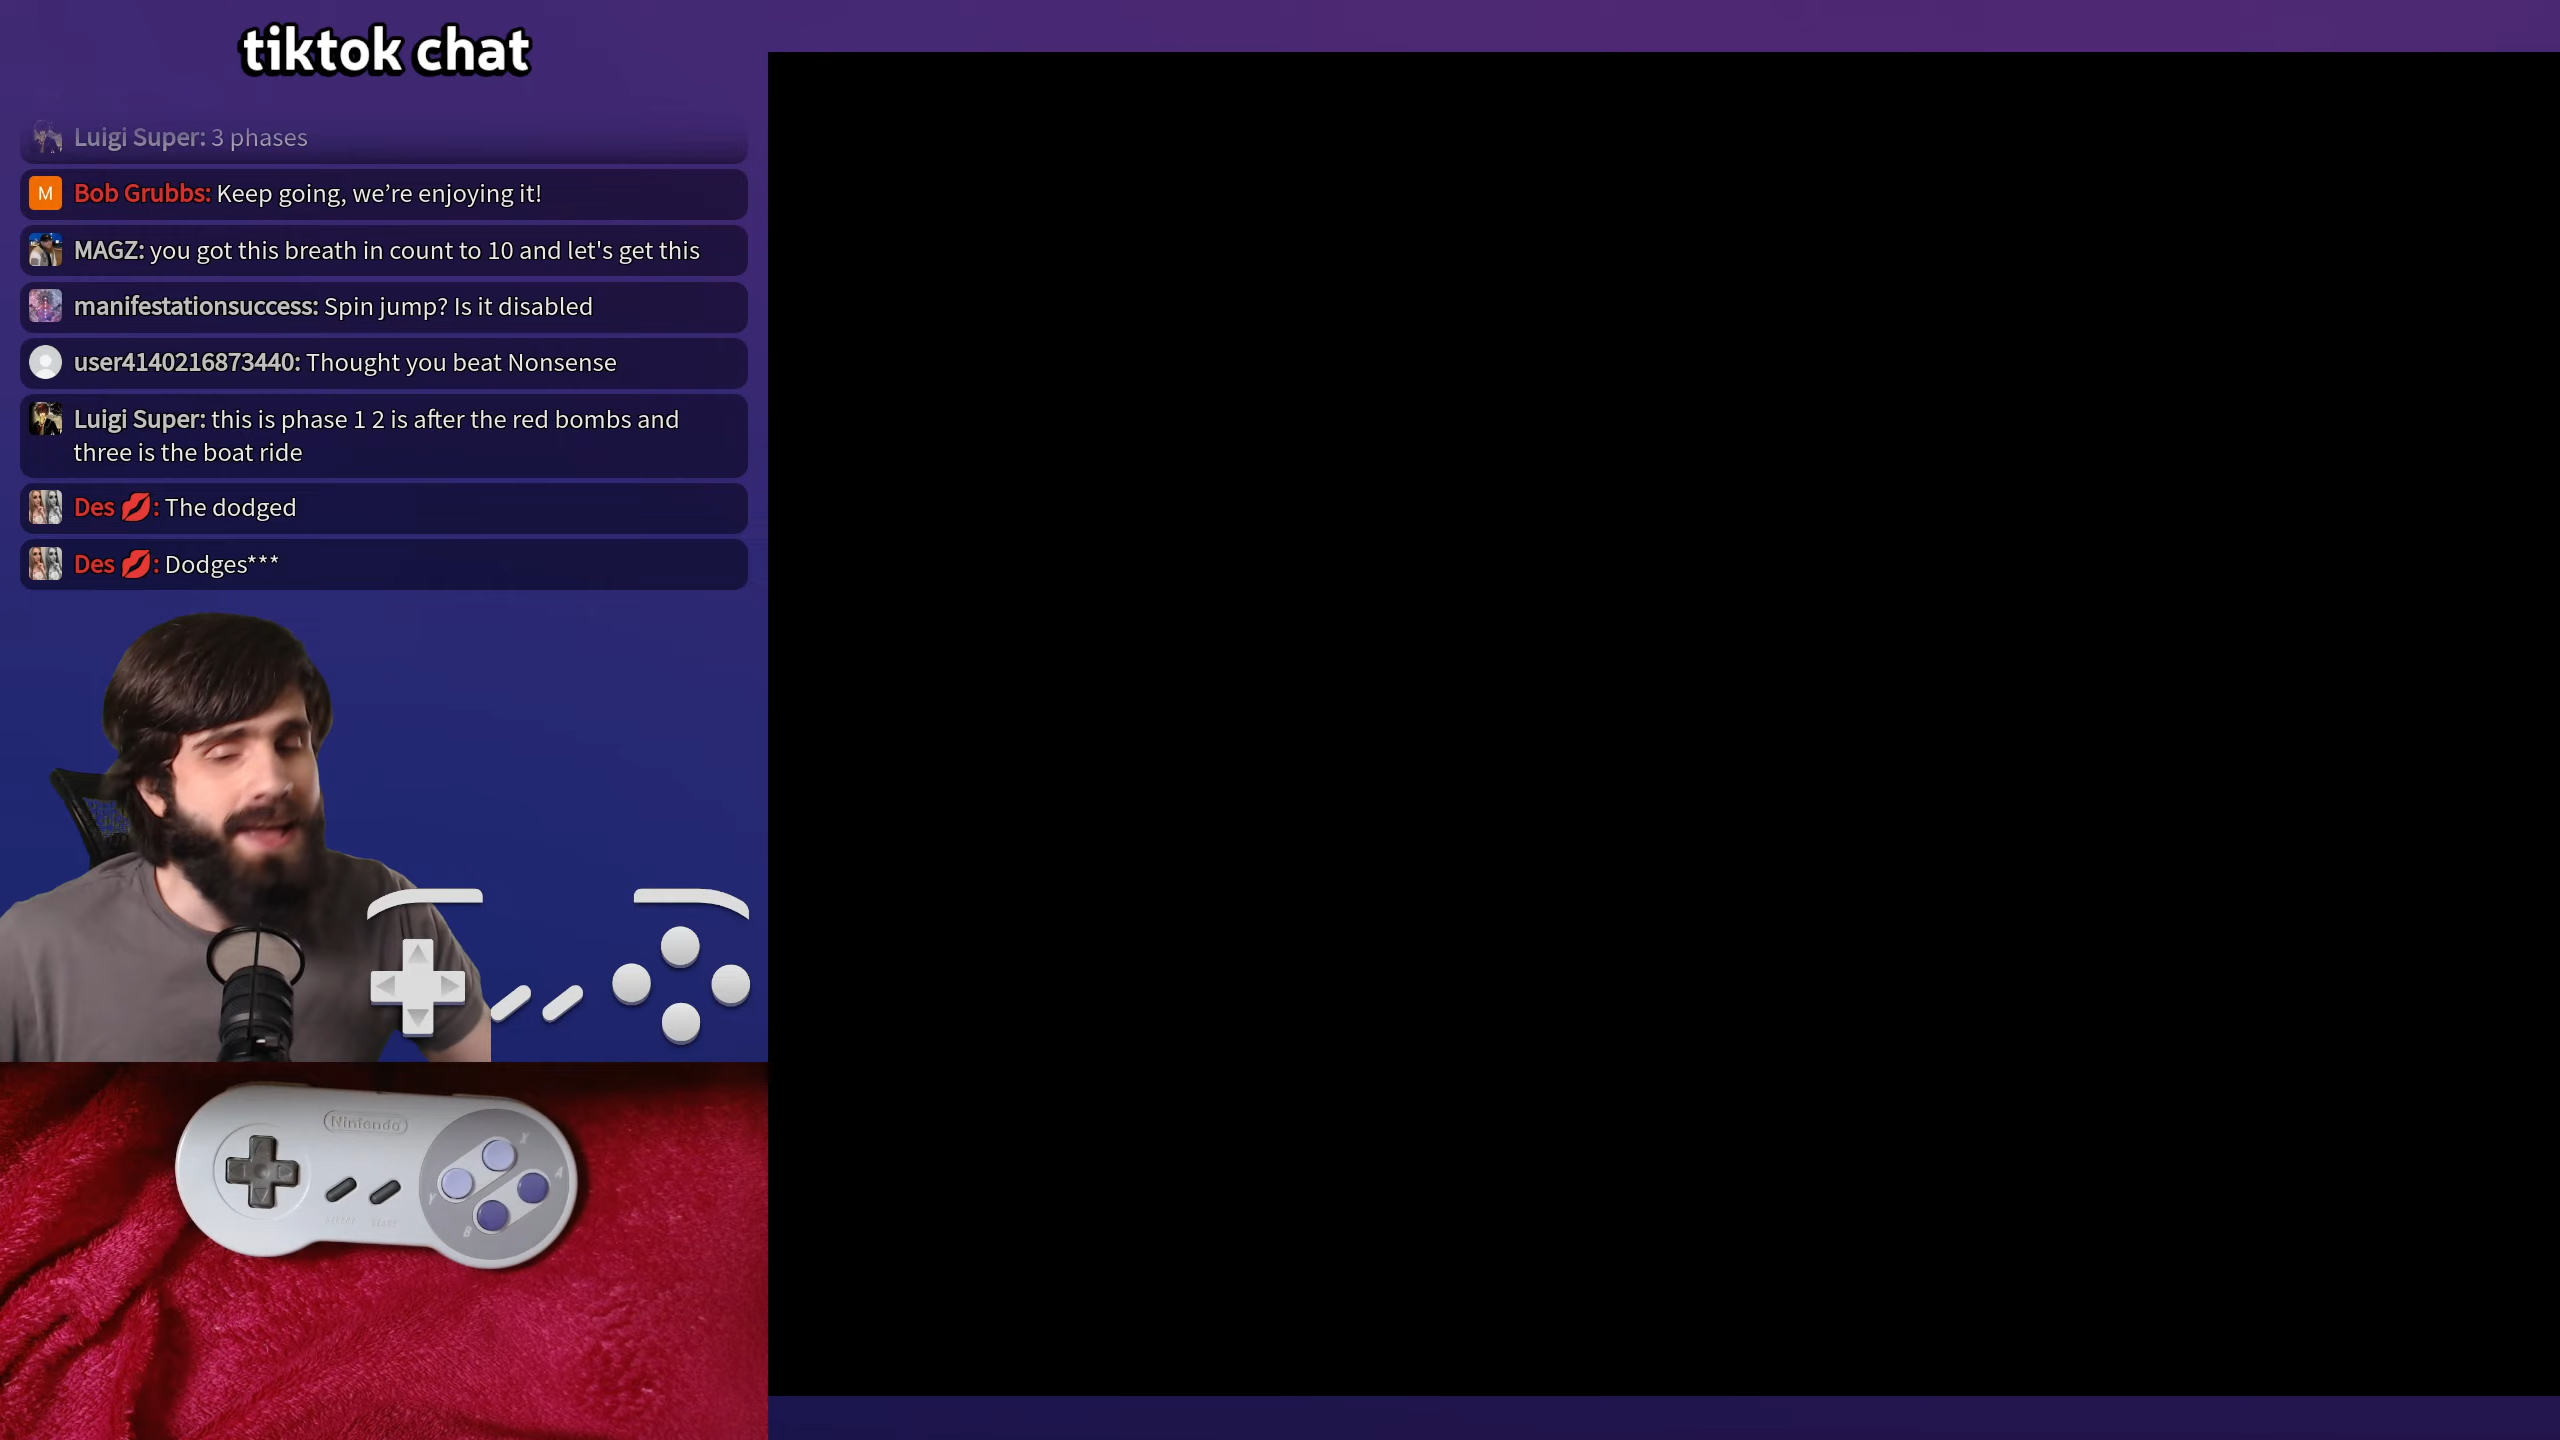 tiktok chat
Luigi Super: 3 phases
M
Bob Grubbs: Keep going, we’re enjoying it!
MAGZ: you got this breath in count to 10 and let's get this
manifestationsuccess: Spin jump? Is it disabled
user4140216873440: Thought you beat Nonsense
Luigi Super: this is phase 1 2 is after the red bombs and
three is the boat ride
Des 💋: The dodged
Des 💋: Dodges***
Nintendo
X
A
Y
B
SELECT START